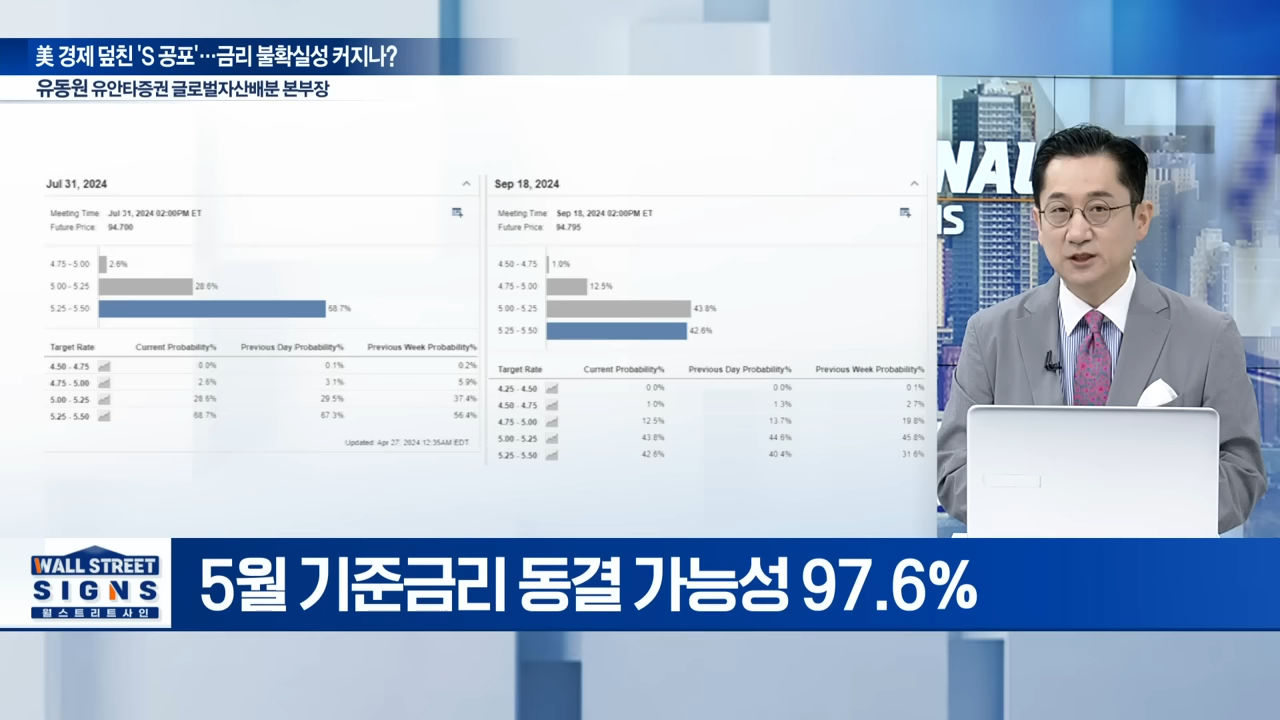 美 경제 덮친 'S 공포'…금리 불확실성 커지나?
유동원 유안타증권 글로벌자산배분 본부장
Jul 31, 2024
Meeting Time: Jul 31, 2024 02:00PM ET
Future Price: 94.700
4.75 - 5.00 2.6%
5.00 - 5.25 28.6%
5.25 - 5.50 68.7%
Target Rate Current Probability% Previous Day Probability% Previous Week Probability%
4.50 - 4.75 0.0% 0.1% 0.2%
4.75 - 5.00 2.6% 3.1% 5.9%
5.00 - 5.25 28.6% 29.5% 37.4%
5.25 - 5.50 68.7% 67.3% 56.4%
Updated: Apr 27, 2024 12:35AM EDT
Sep 18, 2024
Meeting Time: Sep 18, 2024 02:00PM ET
Future Price: 94.795
4.50 - 4.75 1.0%
4.75 - 5.00 12.5%
5.00 - 5.25 43.8%
5.25 - 5.50 42.6%
Target Rate Current Probability% Previous Day Probability% Previous Week Probability%
4.25 - 4.50 0.0% 0.0% 0.1%
4.50 - 4.75 1.0% 1.3% 2.7%
4.75 - 5.00 12.5% 13.7% 19.8%
5.00 - 5.25 43.8% 44.6% 45.8%
5.25 - 5.50 42.6% 40.4% 31.6%
NAL
IS
WALL STREET
SIGNS
월스트리트사인
5월 기준금리 동결 가능성 97.6%